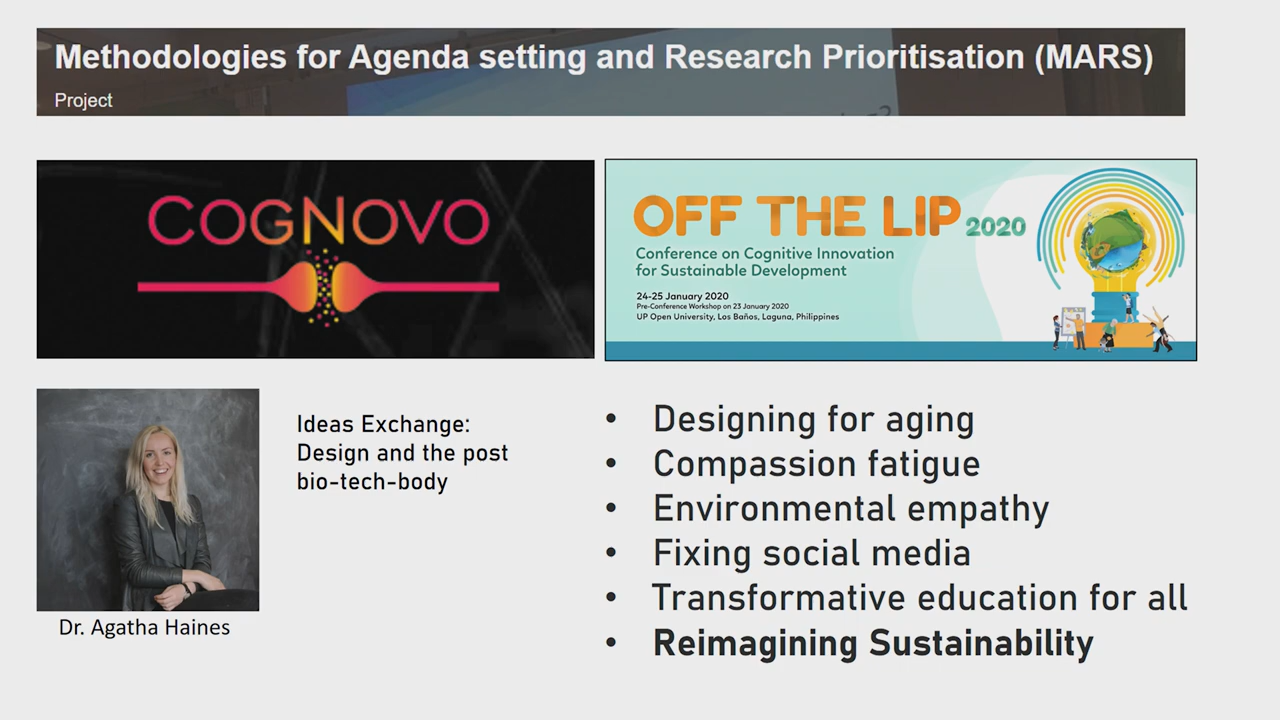 Methodologies for Agenda setting and Research Prioritisation (MARS)
Project
COGNOVO
OFF THE LIP 2020
Conference on Cognitive Innovation
for Sustainable Development
24-25 January 2020
Pre-Conference Workshop on 23 January 2020
UP Open University, Los Baños, Laguna, Philippines
Ideas Exchange:
Design and the post
bio-tech-body
Dr. Agatha Haines
• Designing for aging
• Compassion fatigue
• Environmental empathy
• Fixing social media
• Transformative education for all
• Reimagining Sustainability